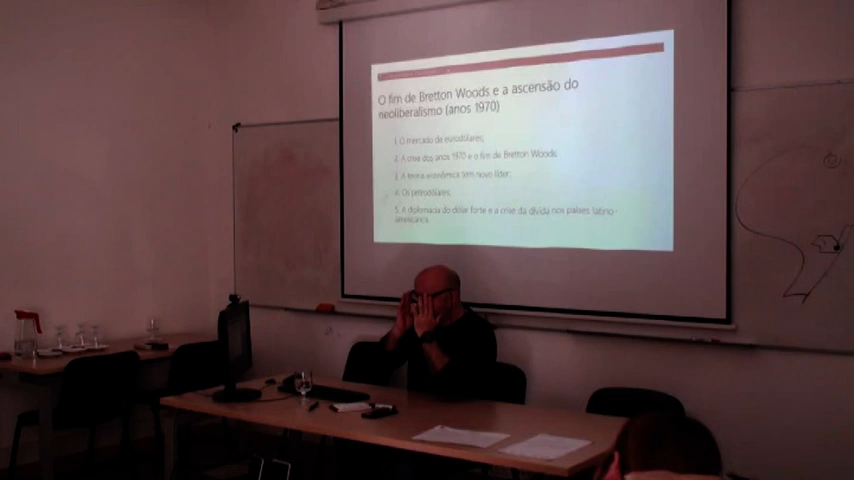 O fim de Bretton Woods e a ascensão do
neoliberalismo (anos 1970)
1. O mercado de eurodólares;
2. A crise dos anos 1970 e o fim de Bretton Woods;
3. A teoria econômica tem novo líder;
4. Os petrodólares;
5. A diplomacia do dólar forte e a crise da dívida nos países latino-
americanos.